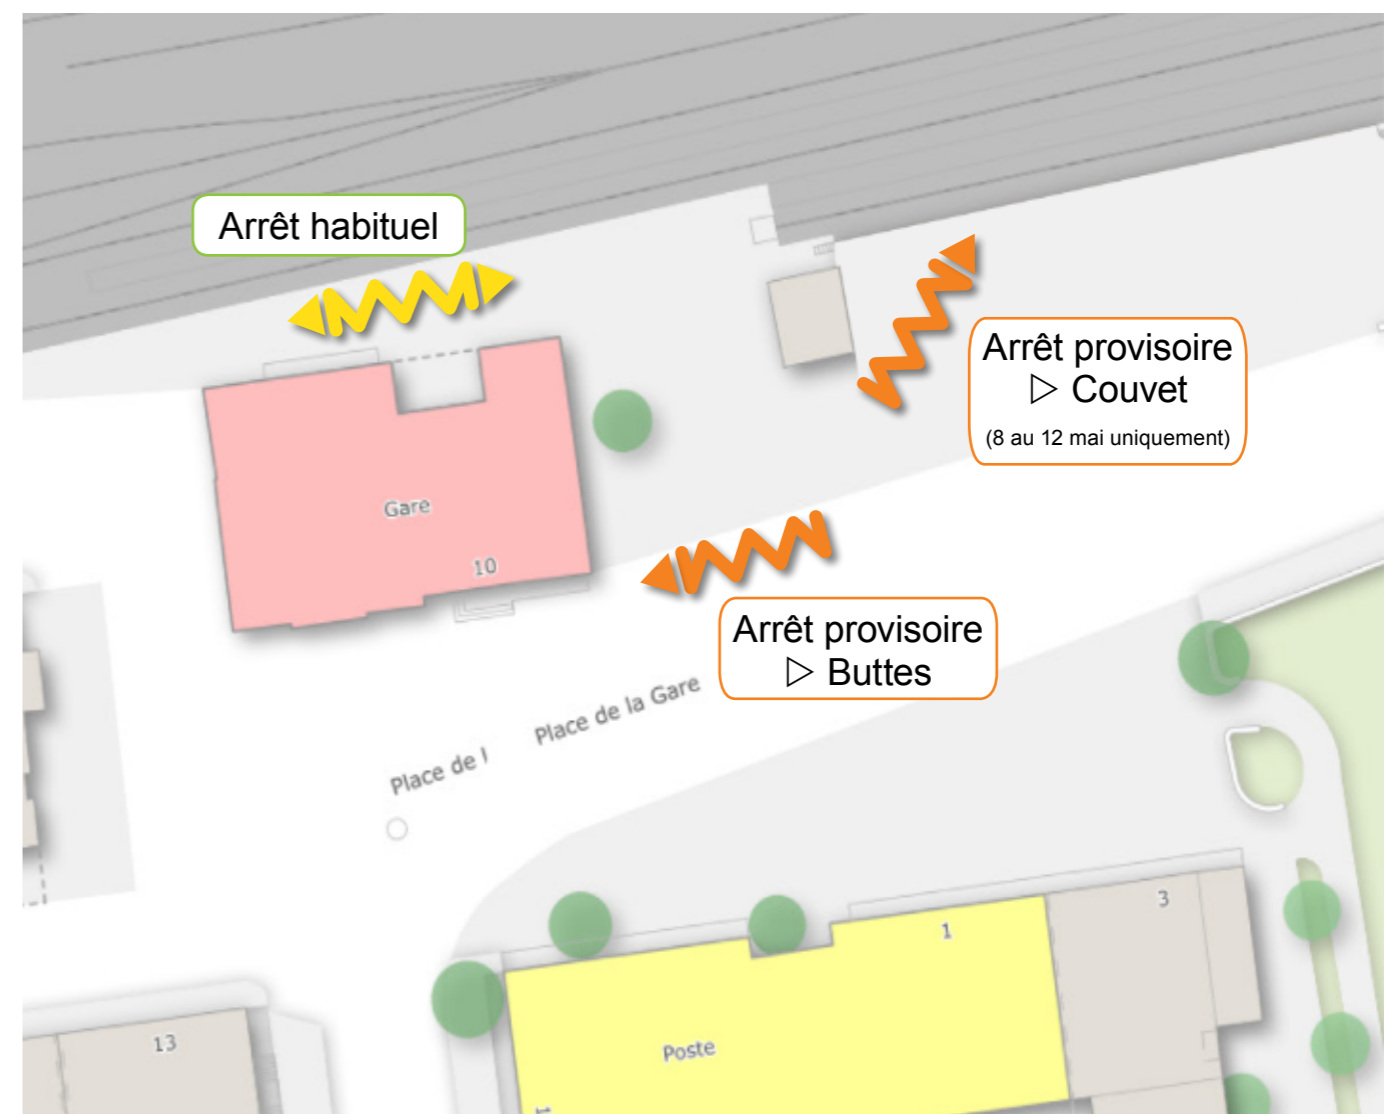 Arrêt habituel
Arrêt provisoire
▷ Couvet
(8 au 12 mai uniquement)
Gare
10
Arrêt provisoire
▷ Buttes
Place de la Gare
Place de l
3
1
13
Poste